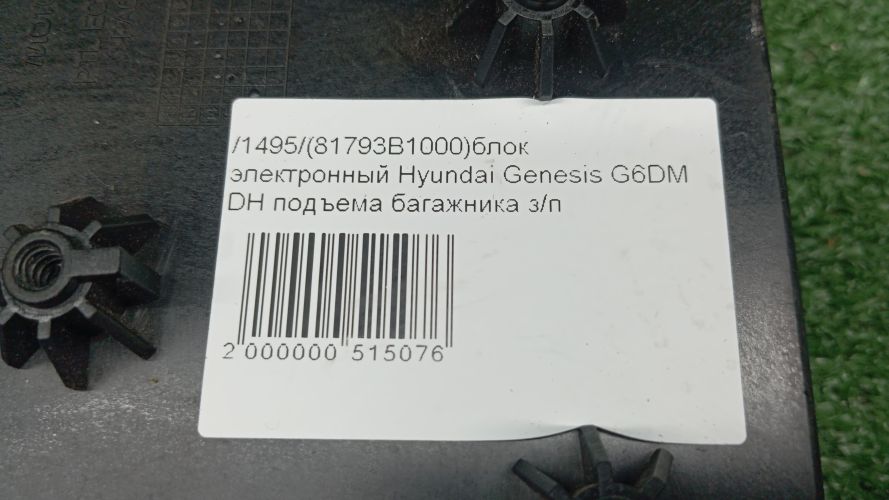 /1495/(81793B1000)блок
электронный Hyundai Genesis G6DM
DH подъема багажника з/п
2 000000 515076